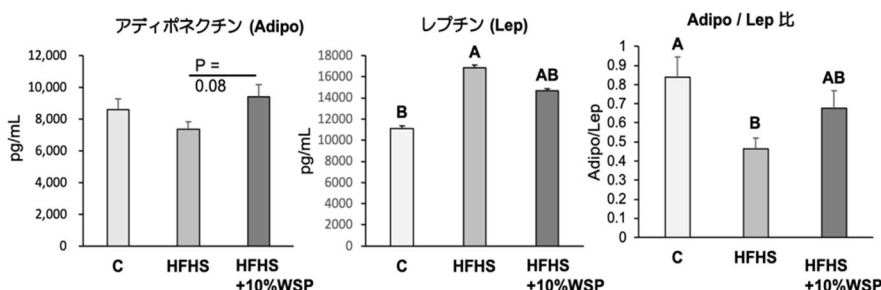 アディポネクチン (Adipo)
12,000
10,000
8,000
6,000
4,000
2,000
0
pg/mL
P =
0.08
C
HFHS
HFHS
+10%WSP
レプチン (Lep)
18000
16000
14000
12000
10000
8000
6000
4000
2000
0
pg/mL
B
A
AB
C
HFHS
HFHS
+10%WSP
Adipo / Lep 比
1
0.9
0.8
0.7
0.6
0.5
0.4
0.3
0.2
0.1
0
Adipo/Lep
A
B
AB
C
HFHS
HFHS
+10%WSP